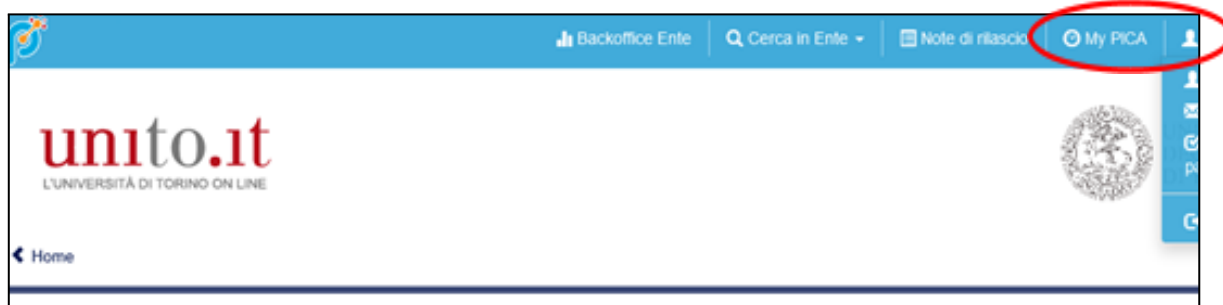 Backoffice Ente Cerca in Ente Note di rilascio My PICA
unito.it
L'UNIVERSITÀ DI TORINO ON LINE
Home